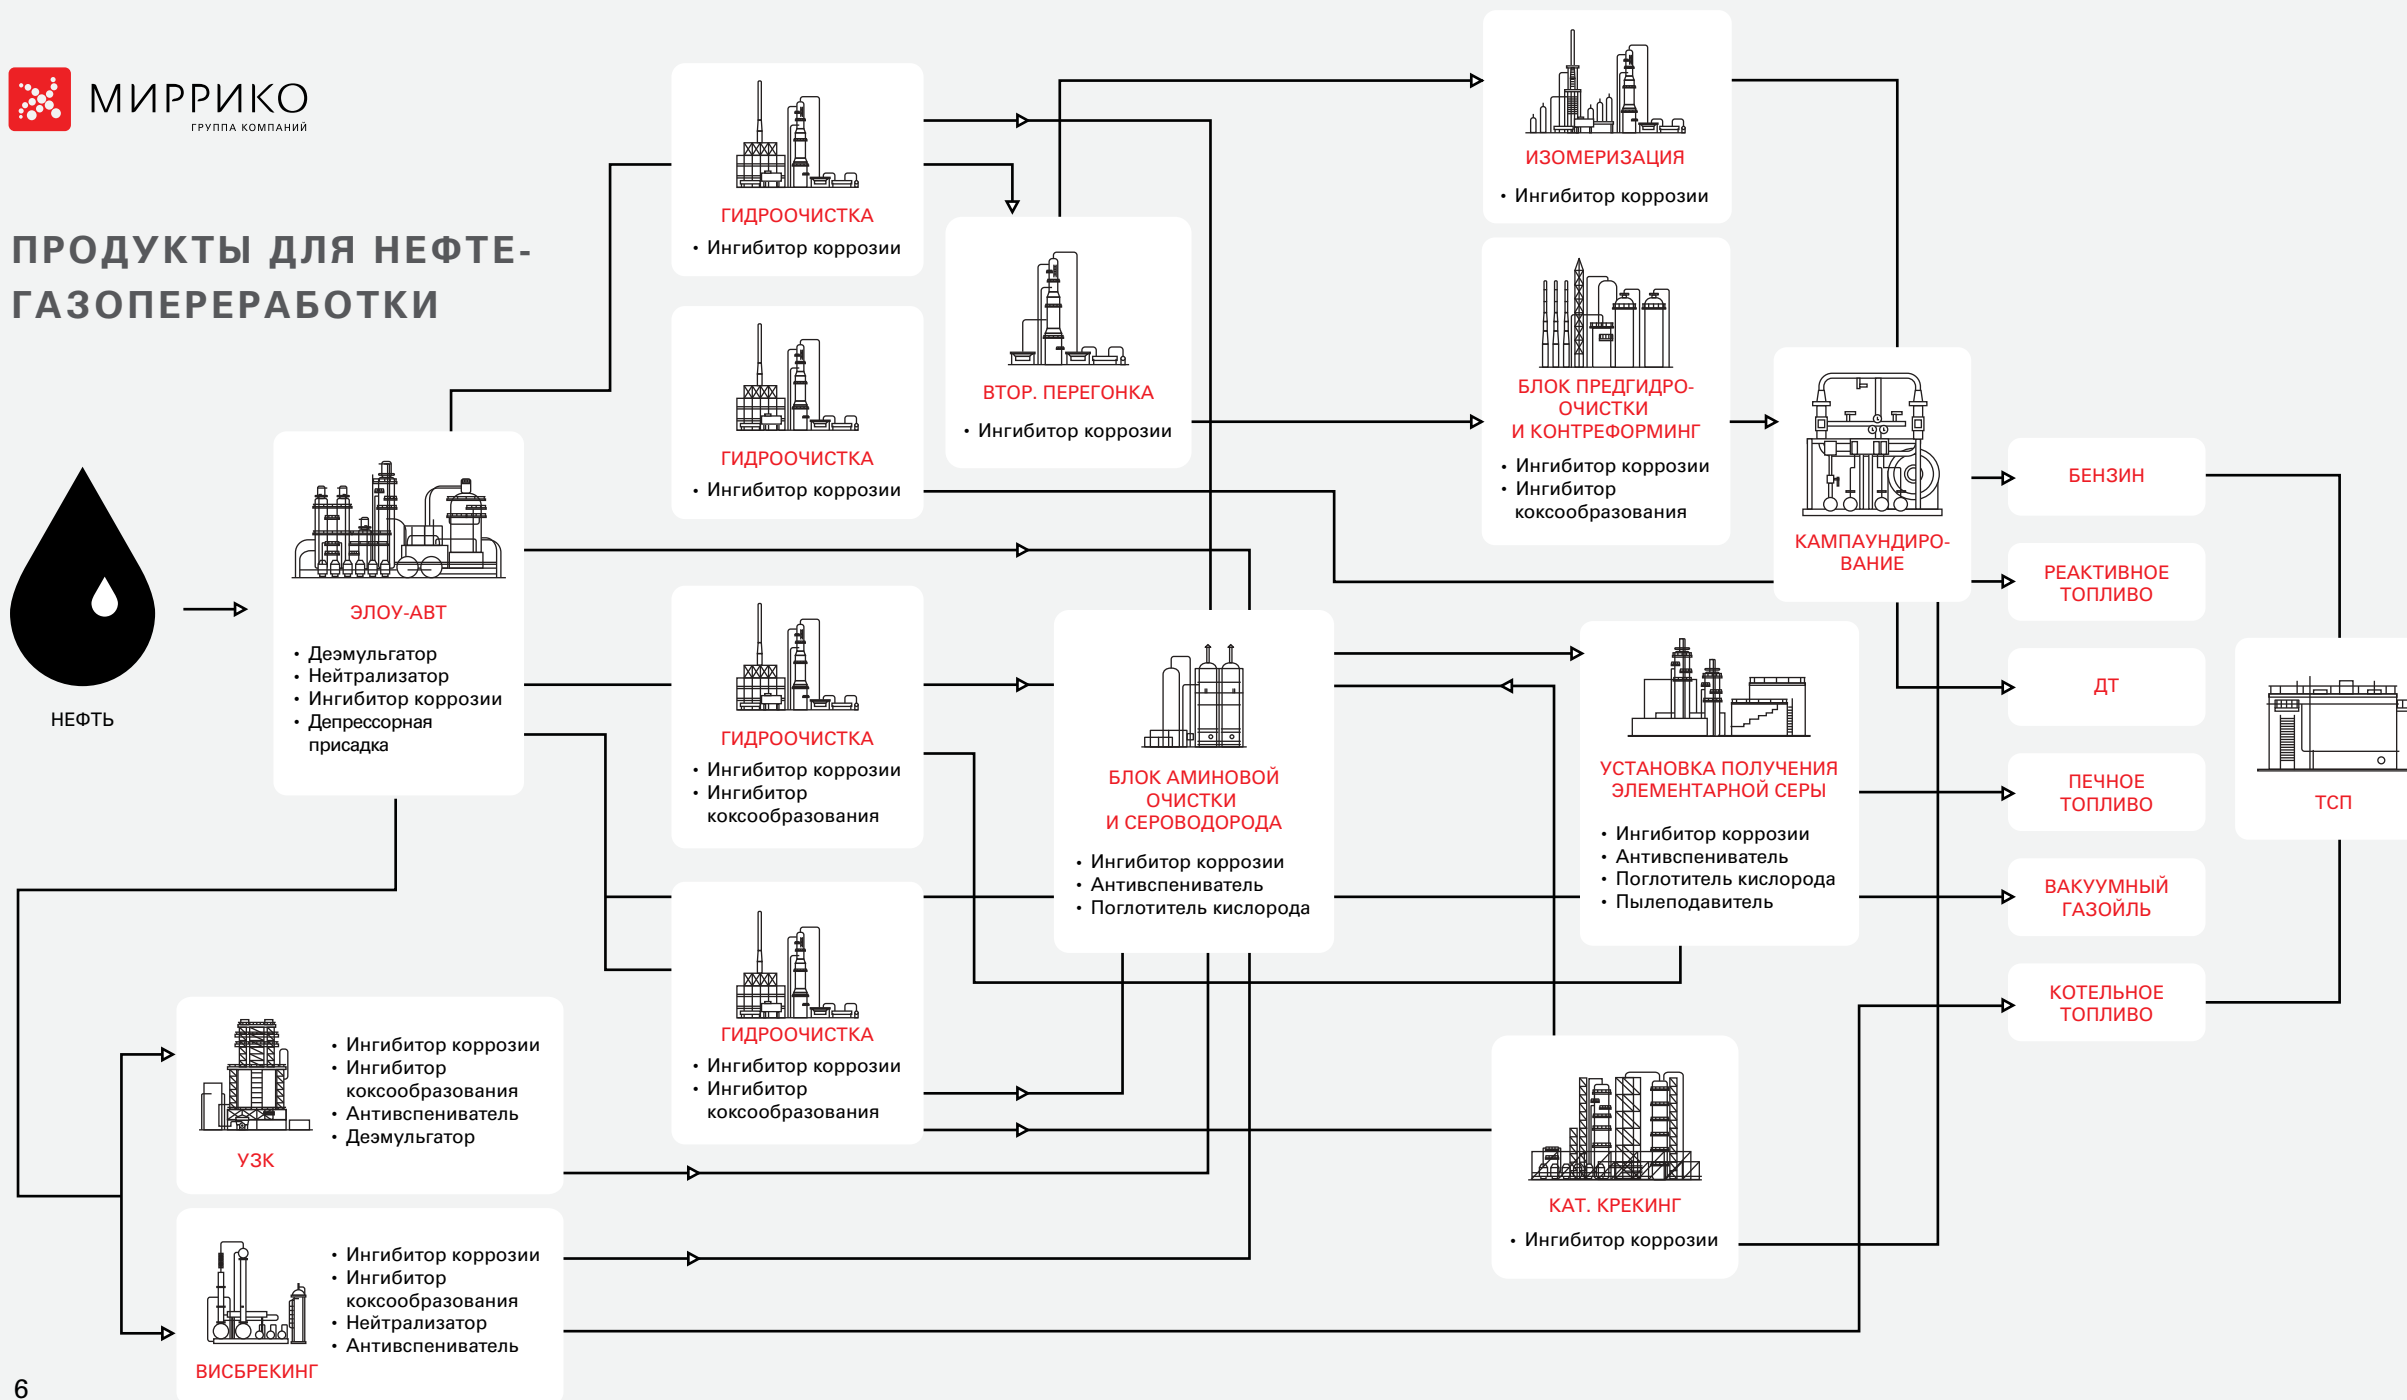 МИРРИКО
ГРУППА КОМПАНИЙ
ПРОДУКТЫ ДЛЯ НЕФТЕ-
ГАЗОПЕРЕРАБОТКИ
НЕФТЬ
ЭЛОУ-АВТ
• Деэмульгатор
• Нейтрализатор
• Ингибитор коррозии
• Депрессорная
присадка
ГИДРООЧИСТКА
• Ингибитор коррозии
ГИДРООЧИСТКА
• Ингибитор коррозии
ГИДРООЧИСТКА
• Ингибитор коррозии
• Ингибитор
коксообразования
ГИДРООЧИСТКА
• Ингибитор коррозии
• Ингибитор
коксообразования
УЗК
• Ингибитор коррозии
• Ингибитор
коксообразования
• Антивспениватель
• Деэмульгатор
ВИСБРЕКИНГ
• Ингибитор коррозии
• Ингибитор
коксообразования
• Нейтрализатор
• Антивспениватель
ВТОР. ПЕРЕГОНКА
• Ингибитор коррозии
БЛОК АМИНОВОЙ
ОЧИСТКИ
И СЕРОВОДОРОДА
• Ингибитор коррозии
• Антивспениватель
• Поглотитель кислорода
ИЗОМЕРИЗАЦИЯ
• Ингибитор коррозии
БЛОК ПРЕДГИДРО-
ОЧИСТКИ
И КОНТРЕФОРМИНГ
• Ингибитор коррозии
• Ингибитор
коксообразования
КАМПАУНДИРО-
ВАНИЕ
УСТАНОВКА ПОЛУЧЕНИЯ
ЭЛЕМЕНТАРНОЙ СЕРЫ
• Ингибитор коррозии
• Антивспениватель
• Поглотитель кислорода
• Пылеподавитель
КАТ. КРЕКИНГ
• Ингибитор коррозии
БЕНЗИН
РЕАКТИВНОЕ
ТОПЛИВО
ДТ
ПЕЧНОЕ
ТОПЛИВО
ВАКУУМНЫЙ
ГАЗОЙЛЬ
КОТЕЛЬНОЕ
ТОПЛИВО
ТСП
6